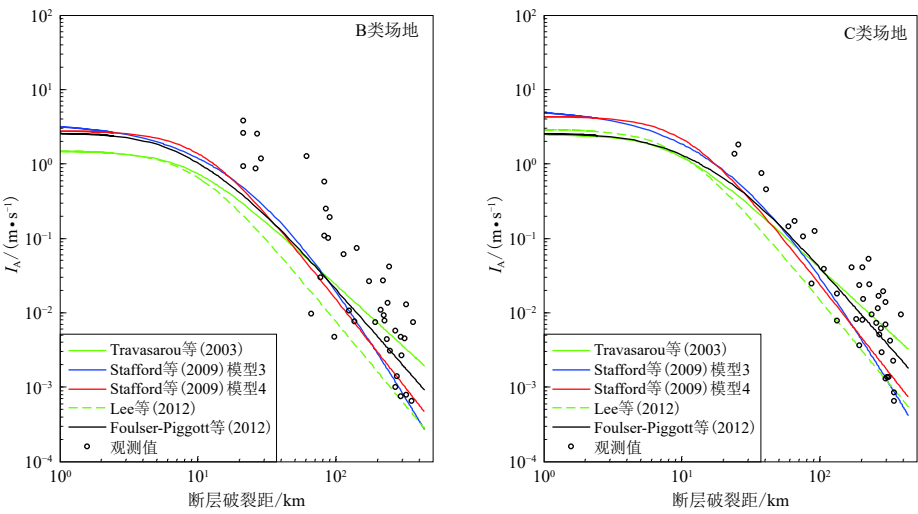 B类场地
10²
10¹
10⁰
10⁻¹
10⁻²
10⁻³
10⁻⁴
I_A/(m·s⁻¹)
Travasarou等(2003)
Stafford等(2009)模型3
Stafford等(2009)模型4
Lee等(2012)
Foulser-Piggott等(2012)
观测值
10⁰
10¹
10²
断层破裂距/km
C类场地
10²
10¹
10⁰
10⁻¹
10⁻²
10⁻³
10⁻⁴
I_A/(m·s⁻¹)
Travasarou等(2003)
Stafford等(2009)模型3
Stafford等(2009)模型4
Lee等(2012)
Foulser-Piggott等(2012)
观测值
10⁰
10¹
10²
断层破裂距/km